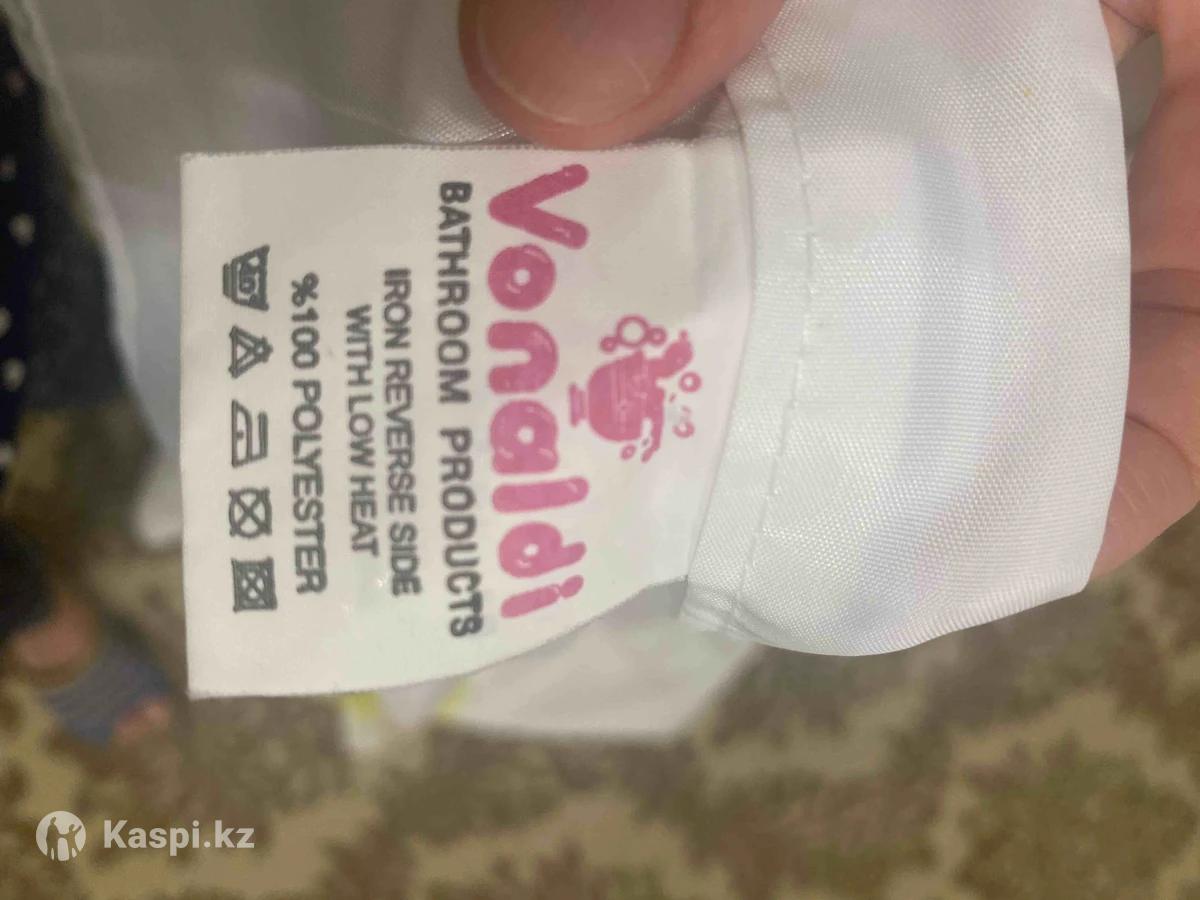 Vonaldi
BATHROOM PRODUCTS
IRON REVERSE SIDE
WITH LOW HEAT
%100 POLYESTER
Kaspi.kz